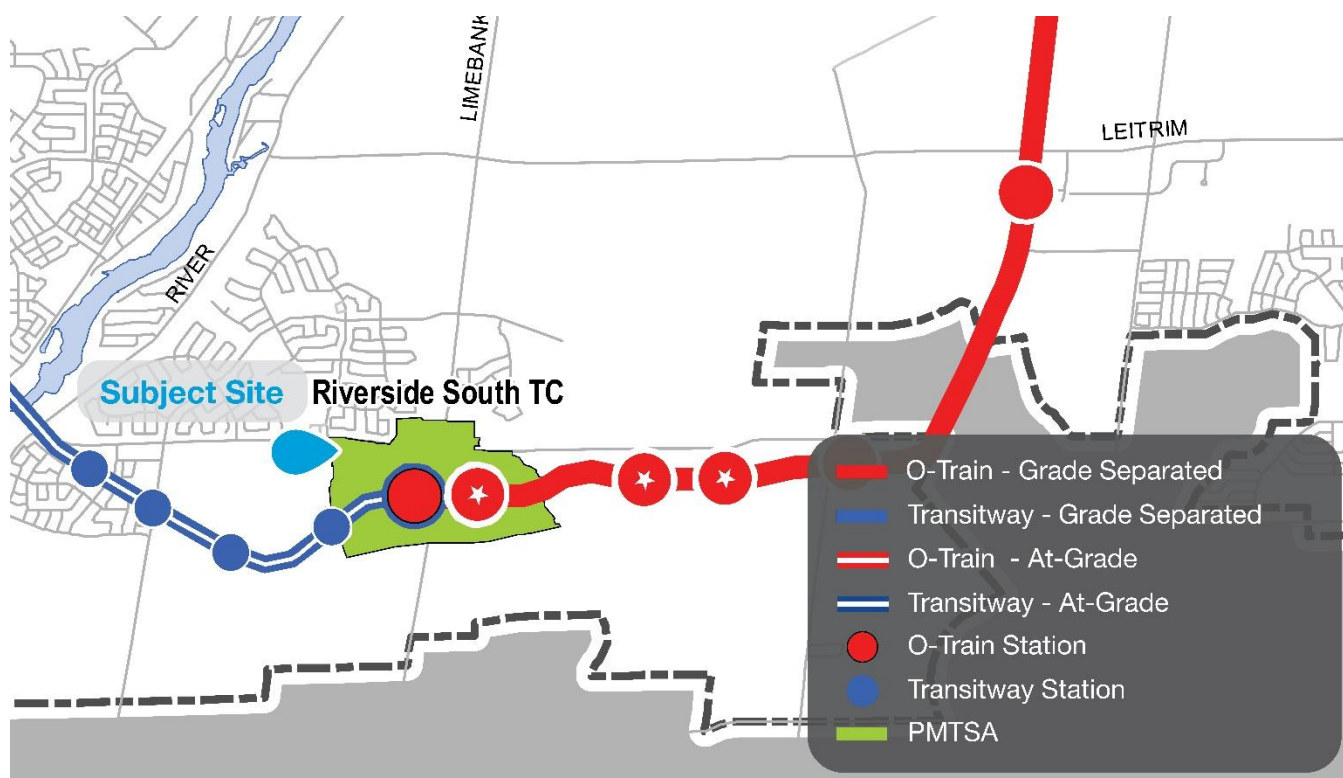 LIMEBANK
LEITRIM
RIVER
Subject Site
Riverside South TC
O-Train - Grade Separated
Transitway - Grade Separated
O-Train - At-Grade
Transitway - At-Grade
O-Train Station
Transitway Station
PMTSA